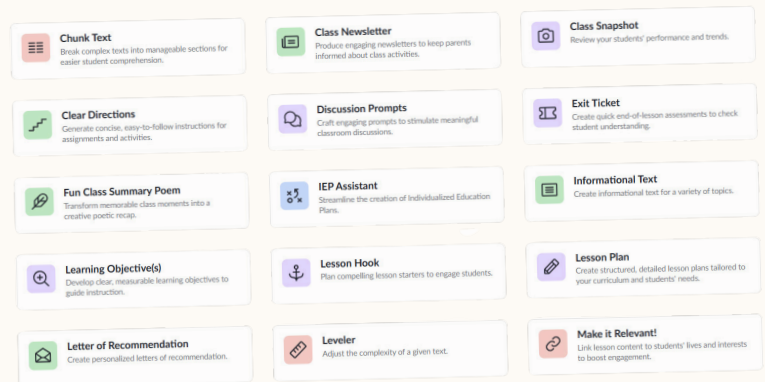 Chunk Text
Break complex texts into manageable sections for
easier student comprehension.
Class Newsletter
Produce engaging newsletters to keep parents
informed about class activities.
Class Snapshot
Review your students' performance and trends.
Clear Directions
Generate concise, easy-to-follow instructions for
assignments and activities.
Discussion Prompts
Craft engaging prompts to stimulate meaningful
classroom discussions.
Exit Ticket
Create quick end-of-lesson assessments to check
student understanding.
Fun Class Summary Poem
Transform memorable class moments into a
creative poetic recap.
IEP Assistant
Streamline the creation of Individualized Education
Plans.
Informational Text
Create informational text for a variety of topics.
Learning Objective(s)
Develop clear, measurable learning objectives to
guide instruction.
Lesson Hook
Plan compelling lesson starters to engage students.
Lesson Plan
Create structured, detailed lesson plans tailored to
your curriculum and students' needs.
Letter of Recommendation
Create personalized letters of recommendation.
Leveler
Adjust the complexity of a given text.
Make it Relevant!
Link lesson content to students' lives and interests
to boost engagement.